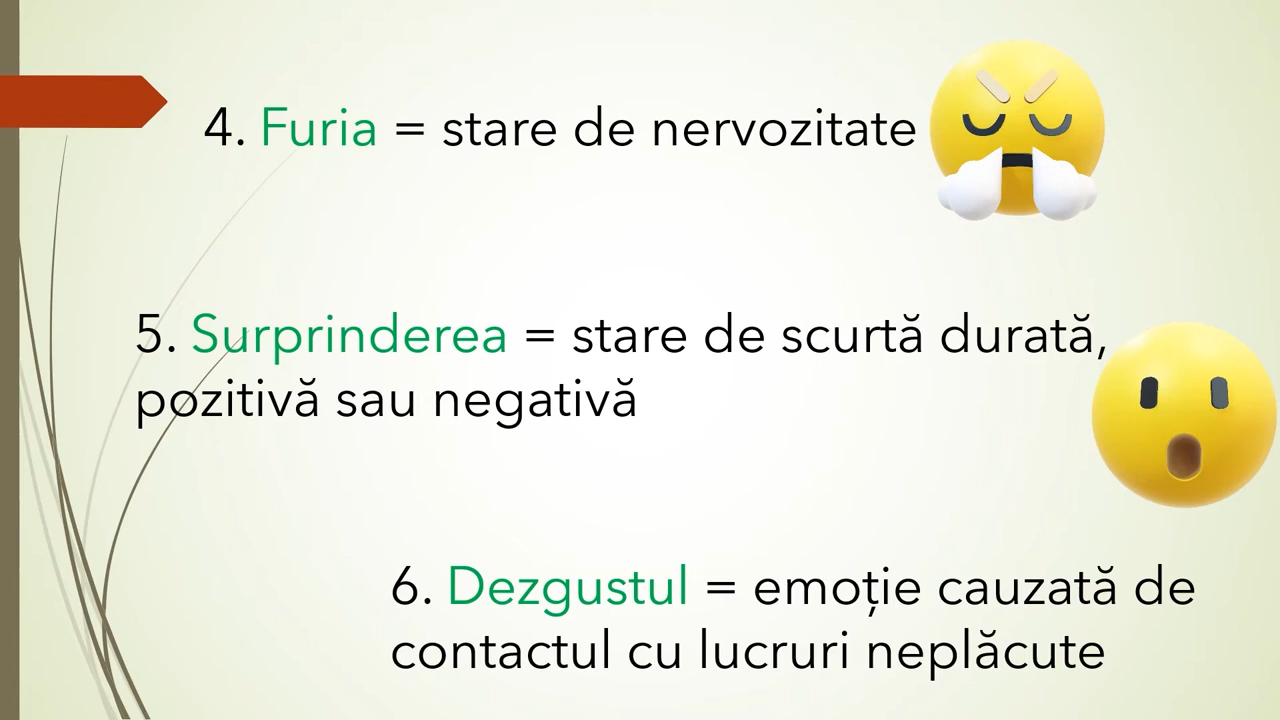 4. Furia = stare de nervozitate
5. Surprinderea = stare de scurtă durată,
pozitivă sau negativă
6. Dezgustul = emoție cauzată de
contactul cu lucruri neplăcute